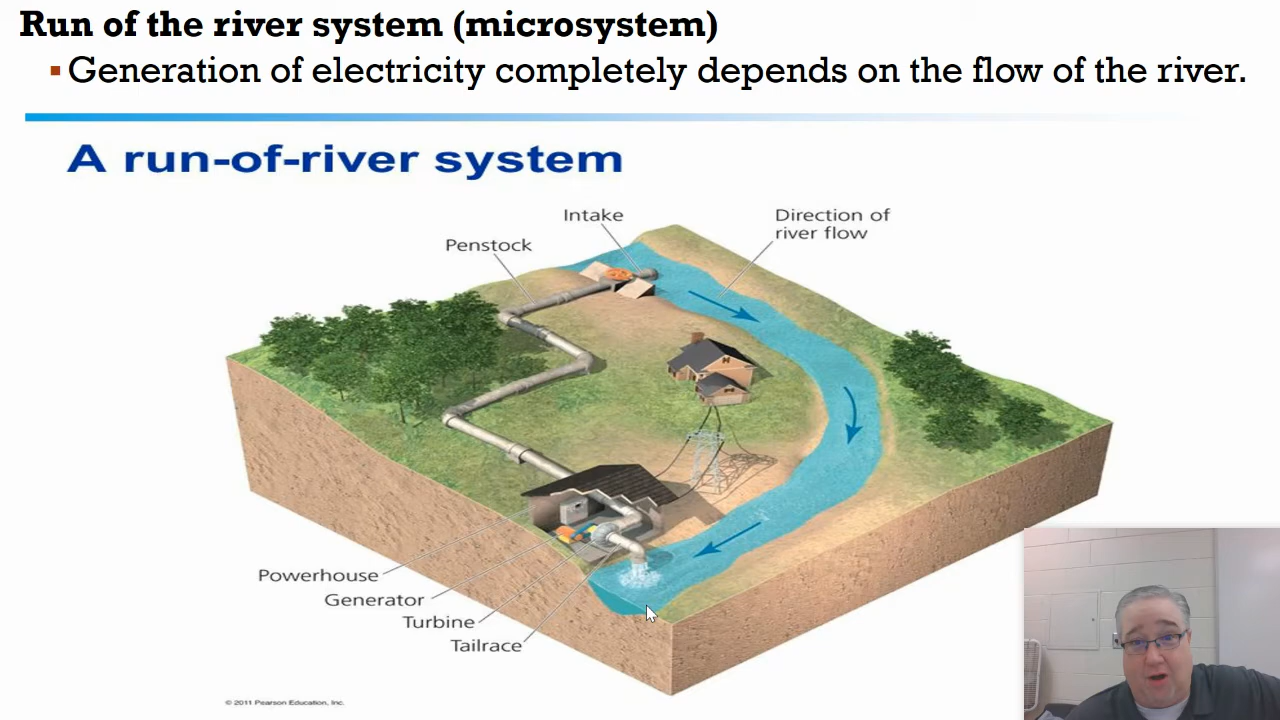 Run of the river system (microsystem)
▪ Generation of electricity completely depends on the flow of the river.
A run-of-river system
Intake
Direction of
river flow
Penstock
Powerhouse
Generator
Turbine
Tailrace
© 2011 Pearson Education, Inc.